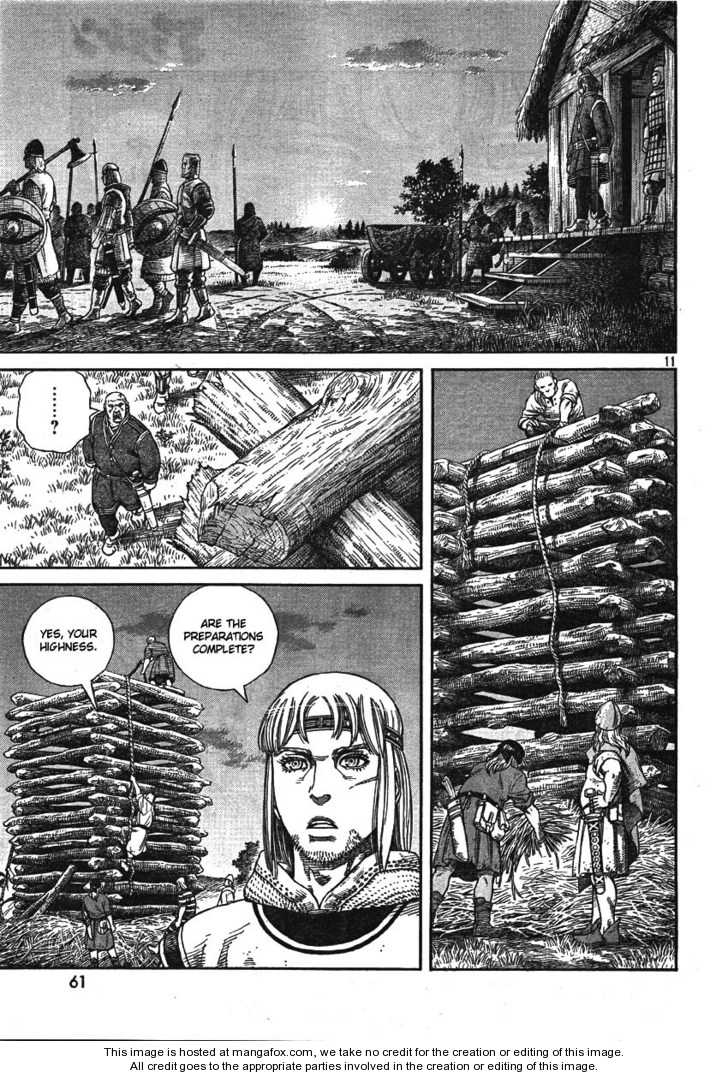 11
......
?
ARE THE
PREPARATIONS
COMPLETE?
YES, YOUR
HIGHNESS.
61
This image is hosted at mangafox.com, we take no credit for the creation or editing of this image.
All credit goes to the appropriate parties involved in the creation or editing of this image.